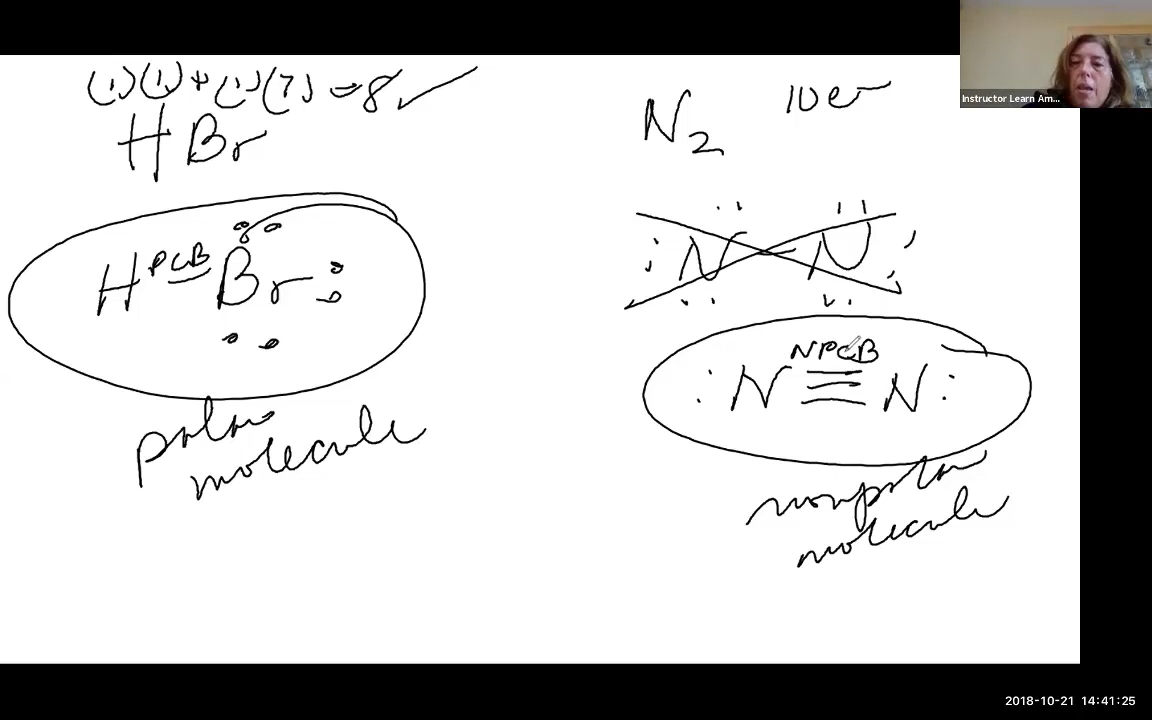 (1)(1)+(1)(7)=8✓
HBr
PCB
H–Br
polar
molecule
N2 10e-
N–N
NPCB
:N≡N:
nonpolar
molecule
Instructor Learn Am...
2018-10-21 14:41:25